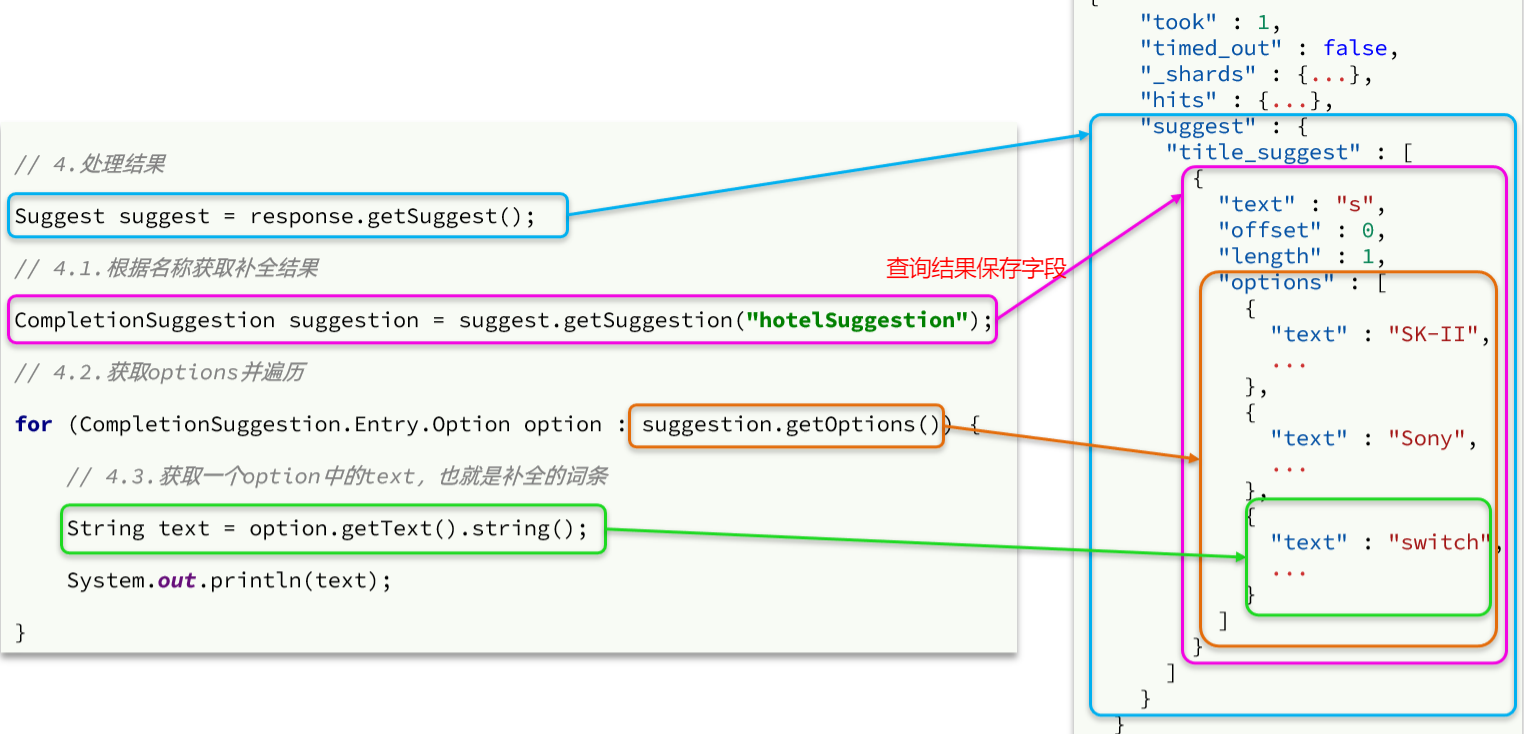 // 4.处理结果
Suggest suggest = response.getSuggest();
// 4.1.根据名称获取补全结果
查询结果保存字段
CompletionSuggestion suggestion = suggest.getSuggestion("hotelSuggestion");
// 4.2.获取options并遍历
for (CompletionSuggestion.Entry.Option option : suggestion.getOptions()) {
// 4.3.获取一个option中的text，也就是补全的词条
String text = option.getText().string();
System.out.println(text);
}
{
"took" : 1,
"timed_out" : false,
"_shards" : {...},
"hits" : {...},
"suggest" : {
"title_suggest" : [
{
"text" : "s",
"offset" : 0,
"length" : 1,
"options" : [
{
"text" : "SK-II",
...
},
{
"text" : "Sony",
...
},
{
"text" : "switch",
...
}
]
}
]
}
}